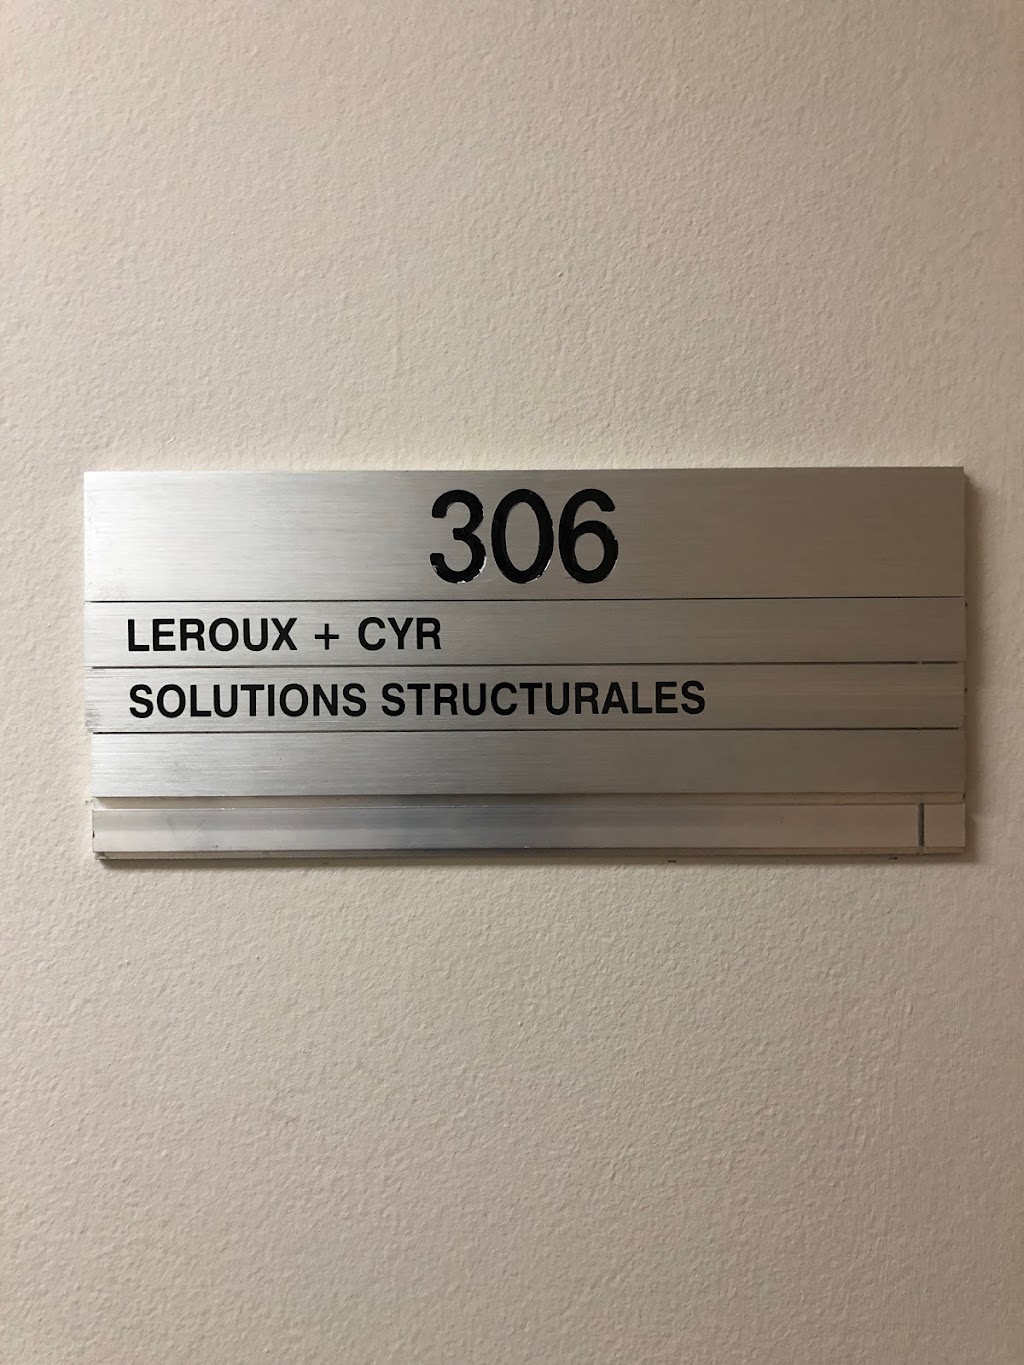 306
LEROUX + CYR
SOLUTIONS STRUCTURALES